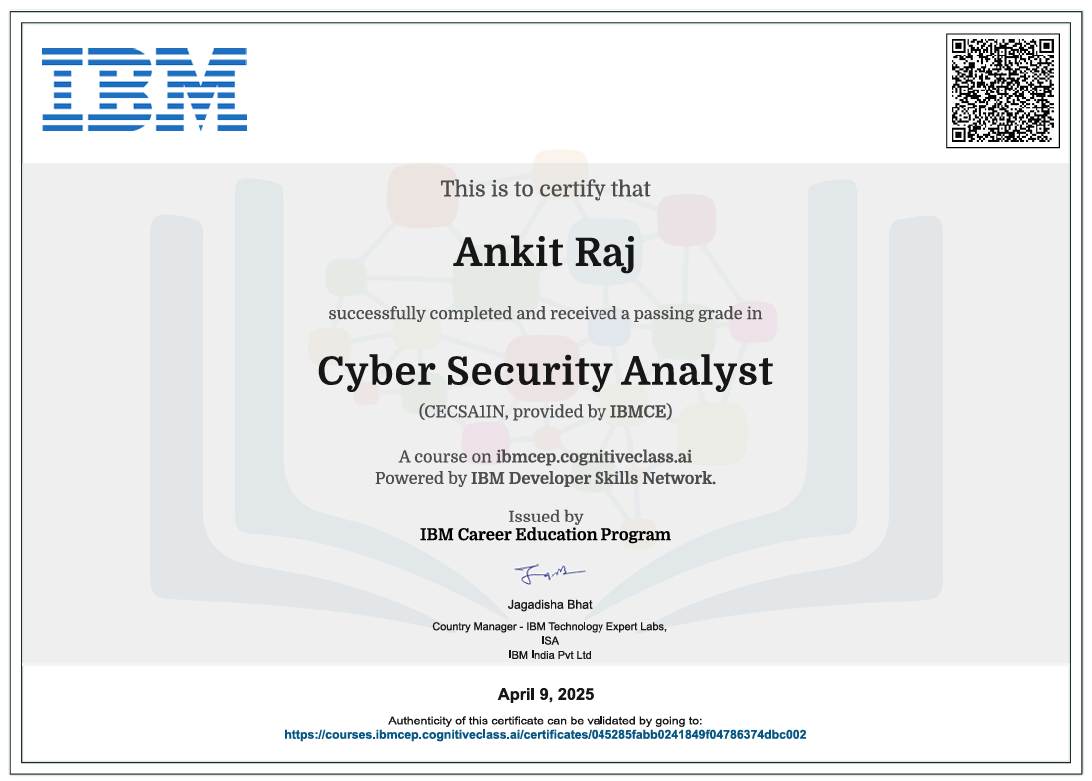 IBM
This is to certify that
Ankit Raj
successfully completed and received a passing grade in
Cyber Security Analyst
(CECSA1IN, provided by IBMCE)
A course on ibmcep.cognitiveclass.ai
Powered by IBM Developer Skills Network.
Issued by
IBM Career Education Program
Jagadisha Bhat
Country Manager - IBM Technology Expert Labs,
ISA
IBM India Pvt Ltd
April 9, 2025
Authenticity of this certificate can be validated by going to:
https://courses.ibmcep.cognitiveclass.ai/certificates/045285fabb0241849f04786374dbc002